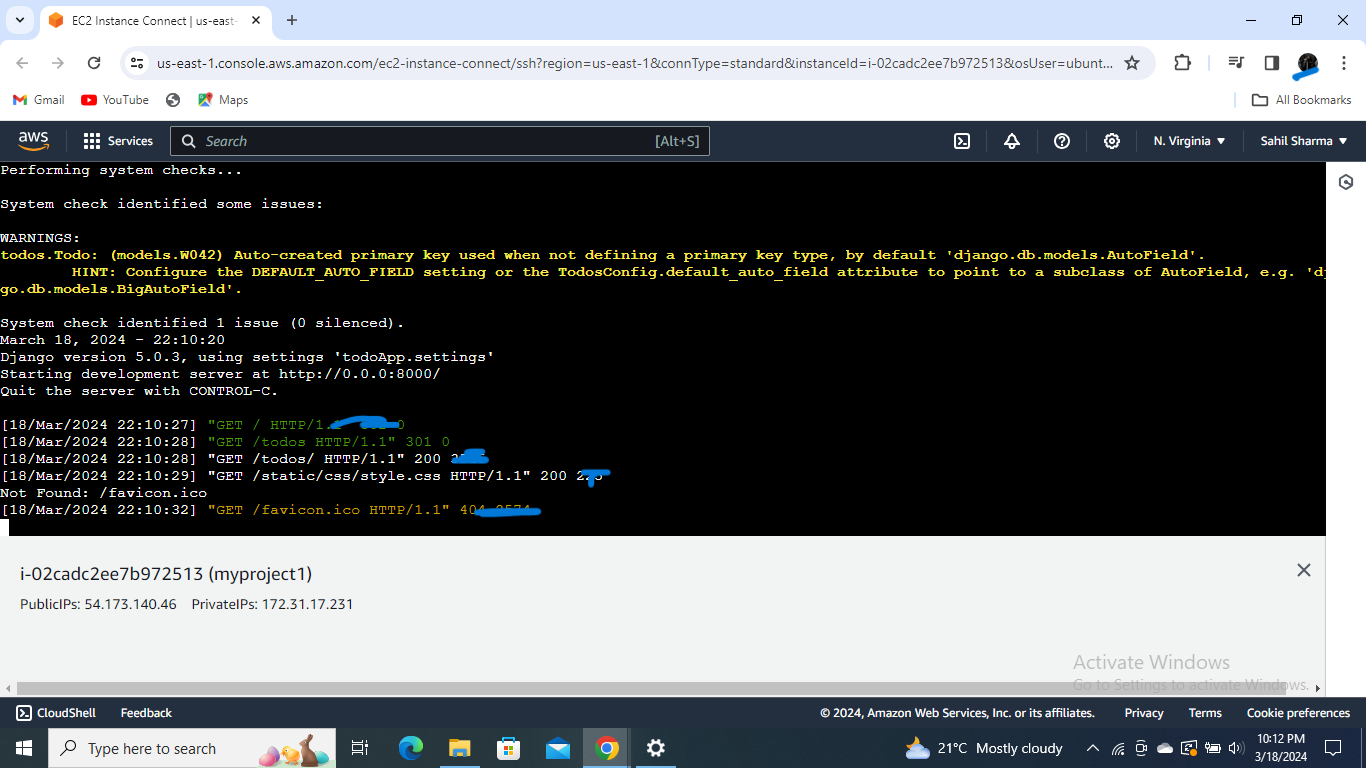 EC2 Instance Connect | us-east-
us-east-1.console.aws.amazon.com/ec2-instance-connect/ssh?region=us-east-1&connType=standard&instanceId=i-02cadc2ee7b972513&osUser=ubunt...
Gmail YouTube Maps All Bookmarks
aws Services Search [Alt+S] N. Virginia Sahil Sharma
Performing system checks...
System check identified some issues:
WARNINGS:
todos.Todo: (models.W042) Auto-created primary key used when not defining a primary key type, by default 'django.db.models.AutoField'.
HINT: Configure the DEFAULT_AUTO_FIELD setting or the TodosConfig.default_auto_field attribute to point to a subclass of AutoField, e.g. 'dj
go.db.models.BigAutoField'.
System check identified 1 issue (0 silenced).
March 18, 2024 - 22:10:20
Django version 5.0.3, using settings 'todoApp.settings'
Starting development server at http://0.0.0:8000/
Quit the server with CONTROL-C.
[18/Mar/2024 22:10:27] "GET / HTTP/1. 0
[18/Mar/2024 22:10:28] "GET /todos HTTP/1.1" 301 0
[18/Mar/2024 22:10:28] "GET /todos/ HTTP/1.1" 200
[18/Mar/2024 22:10:29] "GET /static/css/style.css HTTP/1.1" 200
Not Found: /favicon.ico
[18/Mar/2024 22:10:32] "GET /favicon.ico HTTP/1.1" 404
i-02cadc2ee7b972513 (myproject1)
PublicIPs: 54.173.140.46 PrivateIPs: 172.31.17.231
Activate Windows
Go to Settings to activate Windows.
CloudShell Feedback © 2024, Amazon Web Services, Inc. or its affiliates. Privacy Terms Cookie preferences
Type here to search 21°C Mostly cloudy 10:12 PM
3/18/2024